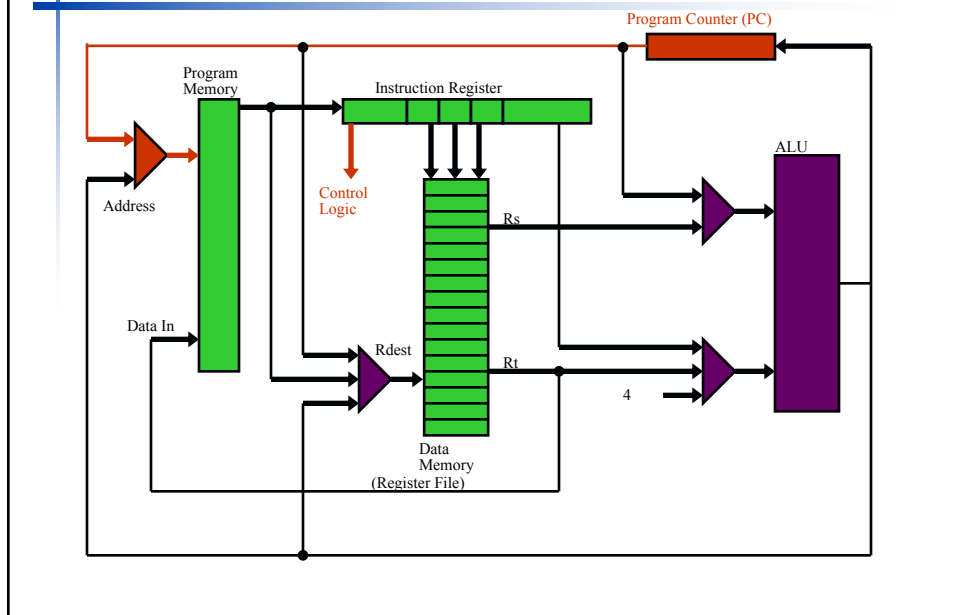 Program Counter (PC)
Program
Memory
Instruction Register
ALU
Control
Logic
Address
Rs
Data In
Rdest
Rt
4
Data
Memory
(Register File)